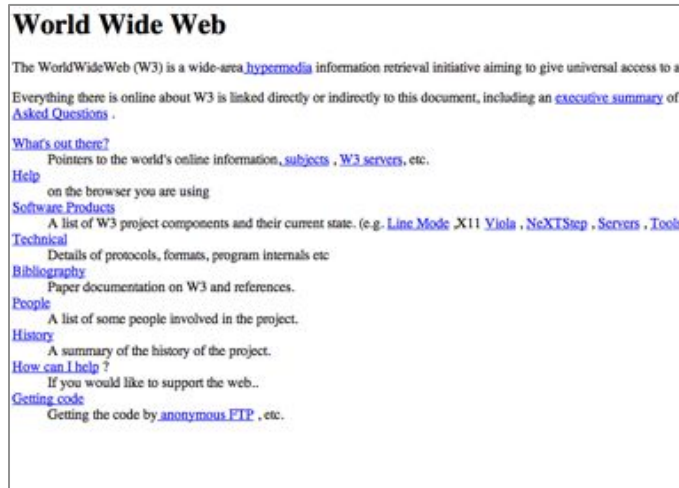 World Wide Web
The WorldWideWeb (W3) is a wide-area hypermedia information retrieval initiative aiming to give universal access to a
Everything there is online about W3 is linked directly or indirectly to this document, including an executive summary of
Asked Questions .
What's out there?
Pointers to the world's online information, subjects , W3 servers, etc.
Help
on the browser you are using
Software Products
A list of W3 project components and their current state. (e.g. Line Mode ,X11 Viola , NeXTStep , Servers , Tools
Technical
Details of protocols, formats, program internals etc
Bibliography
Paper documentation on W3 and references.
People
A list of some people involved in the project.
History
A summary of the history of the project.
How can I help ?
If you would like to support the web..
Getting code
Getting the code by anonymous FTP , etc.